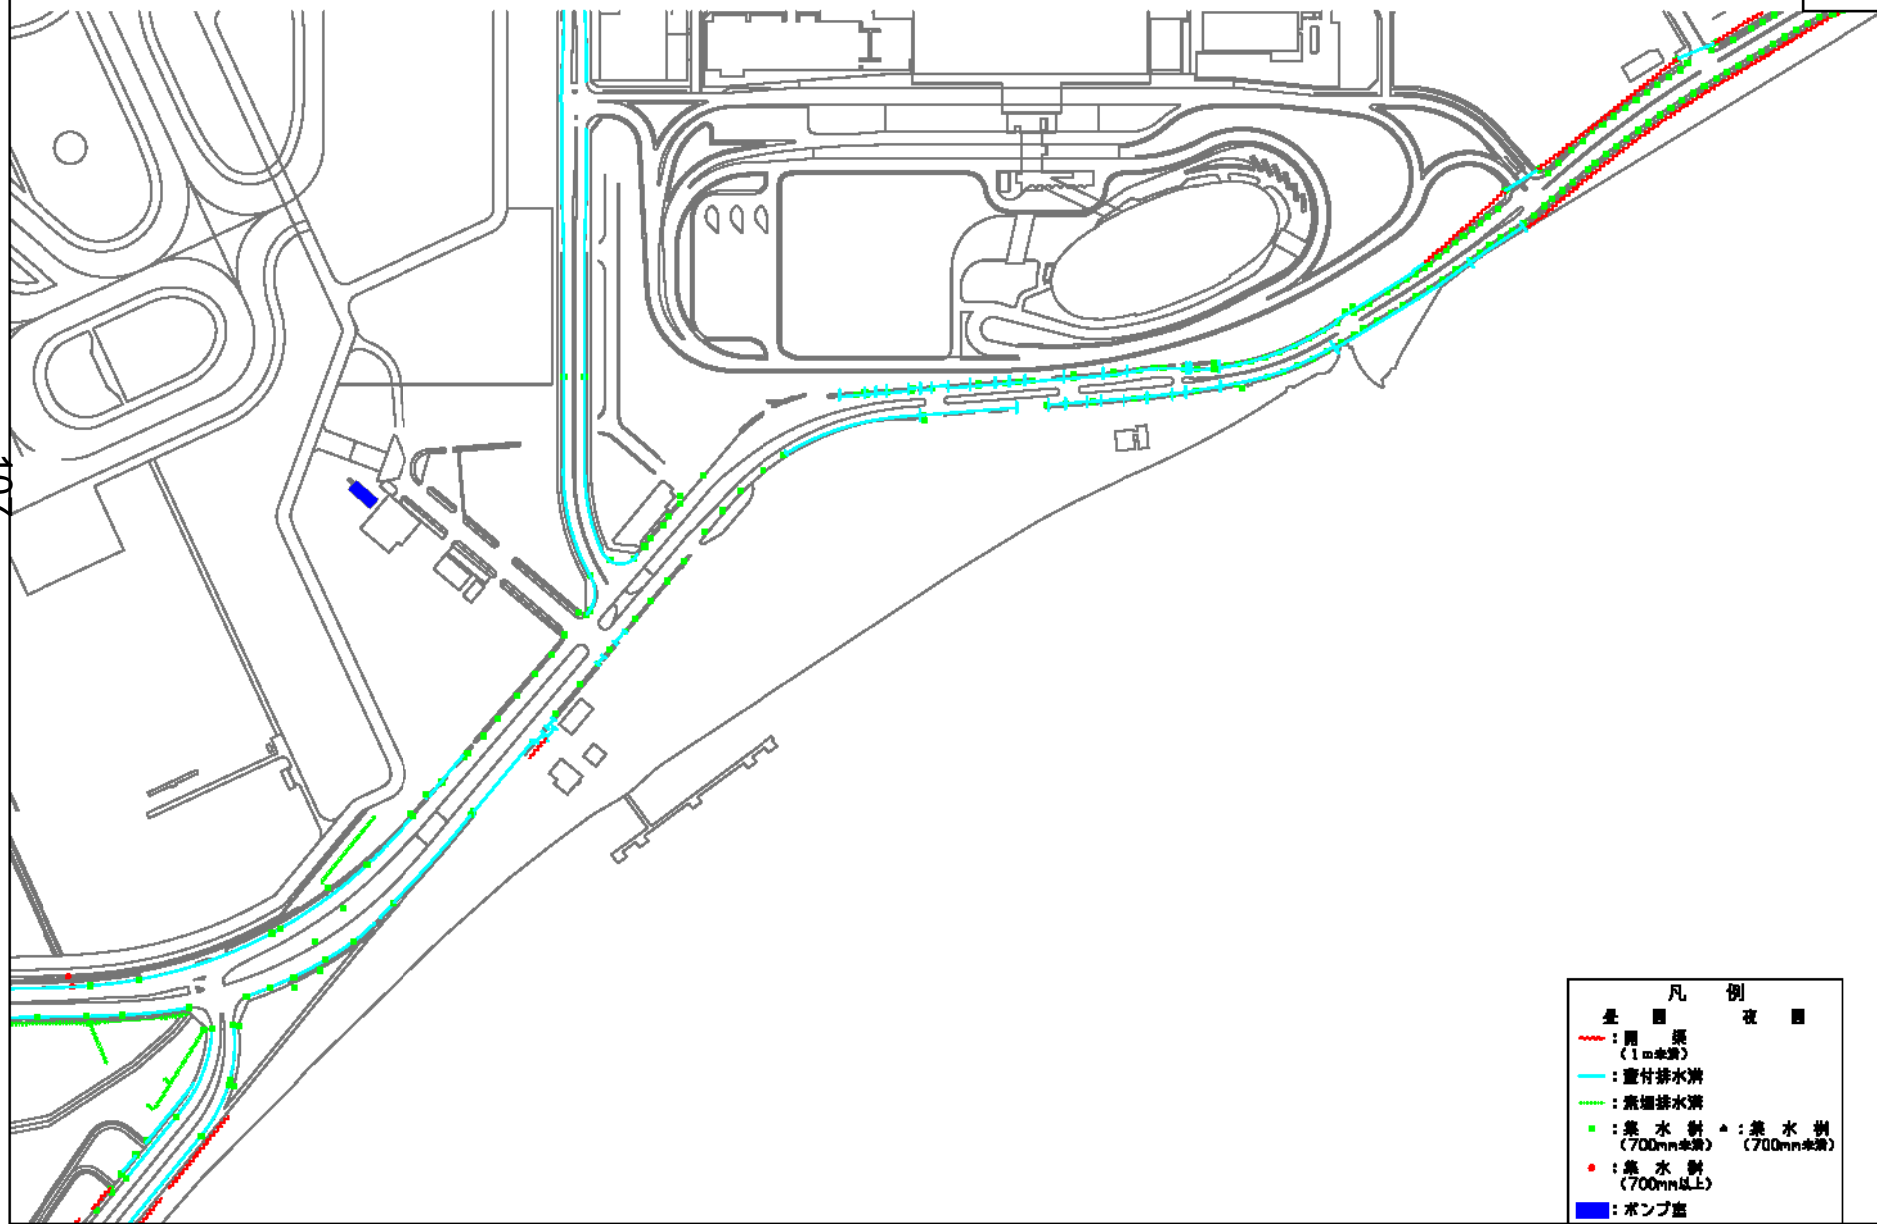 凡 例
昼 間 夜 間
：開 渠
（1m未満）
：蓋付排水溝
：素堀排水溝
：集 水 桝 ：集 水 桝
（700mm未満） （700mm未満）
：集 水 桝
（700mm以上）
：ポンプ室